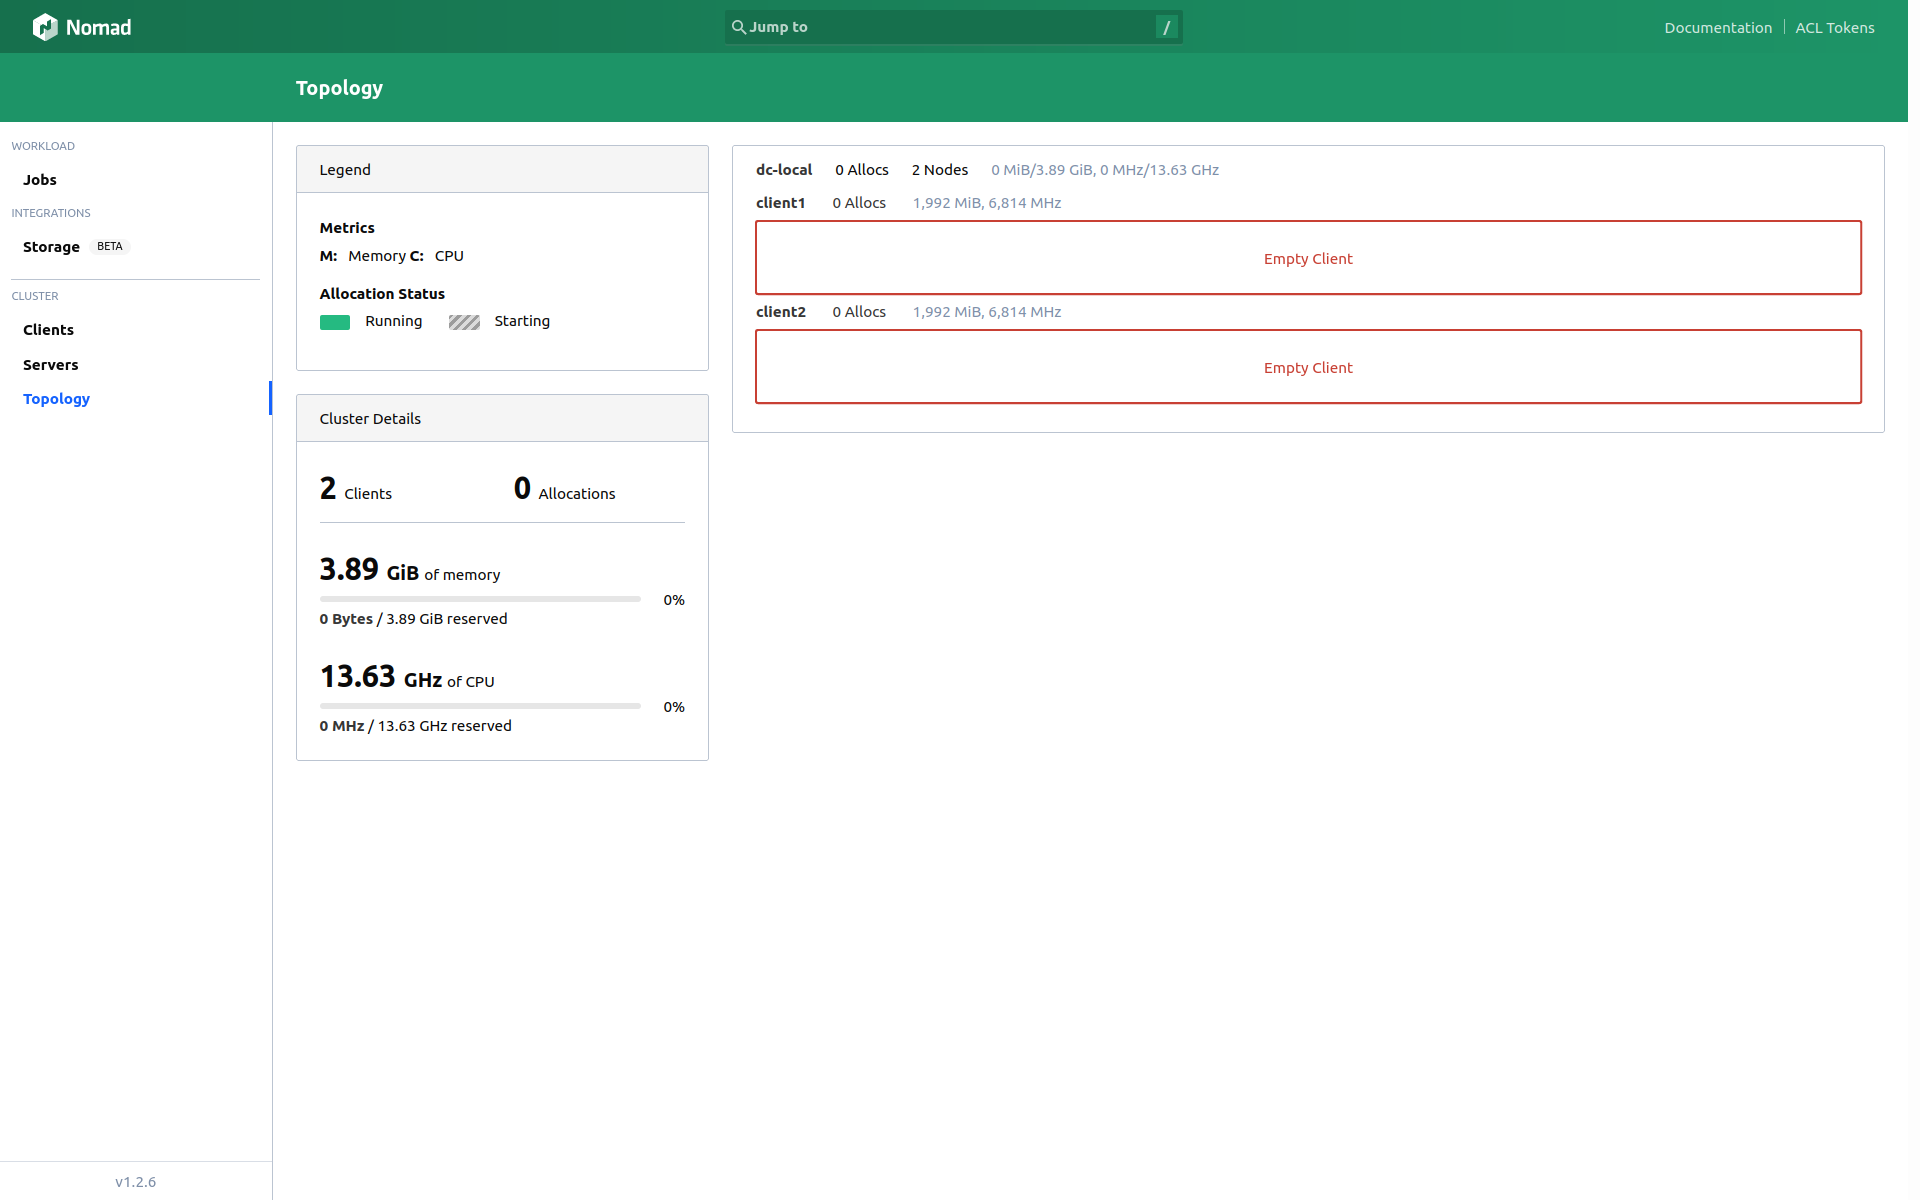 Nomad
Jump to /
Documentation ACL Tokens
Topology
WORKLOAD
Jobs
INTEGRATIONS
Storage BETA
CLUSTER
Clients
Servers
Topology
v1.2.6
Legend
Metrics
M: Memory C: CPU
Allocation Status
Running Starting
Cluster Details
2 Clients 0 Allocations
3.89 GiB of memory
0%
0 Bytes / 3.89 GiB reserved
13.63 GHz of CPU
0%
0 MHz / 13.63 GHz reserved
dc-local 0 Allocs 2 Nodes 0 MiB/3.89 GiB, 0 MHz/13.63 GHz
client1 0 Allocs 1,992 MiB, 6,814 MHz
Empty Client
client2 0 Allocs 1,992 MiB, 6,814 MHz
Empty Client